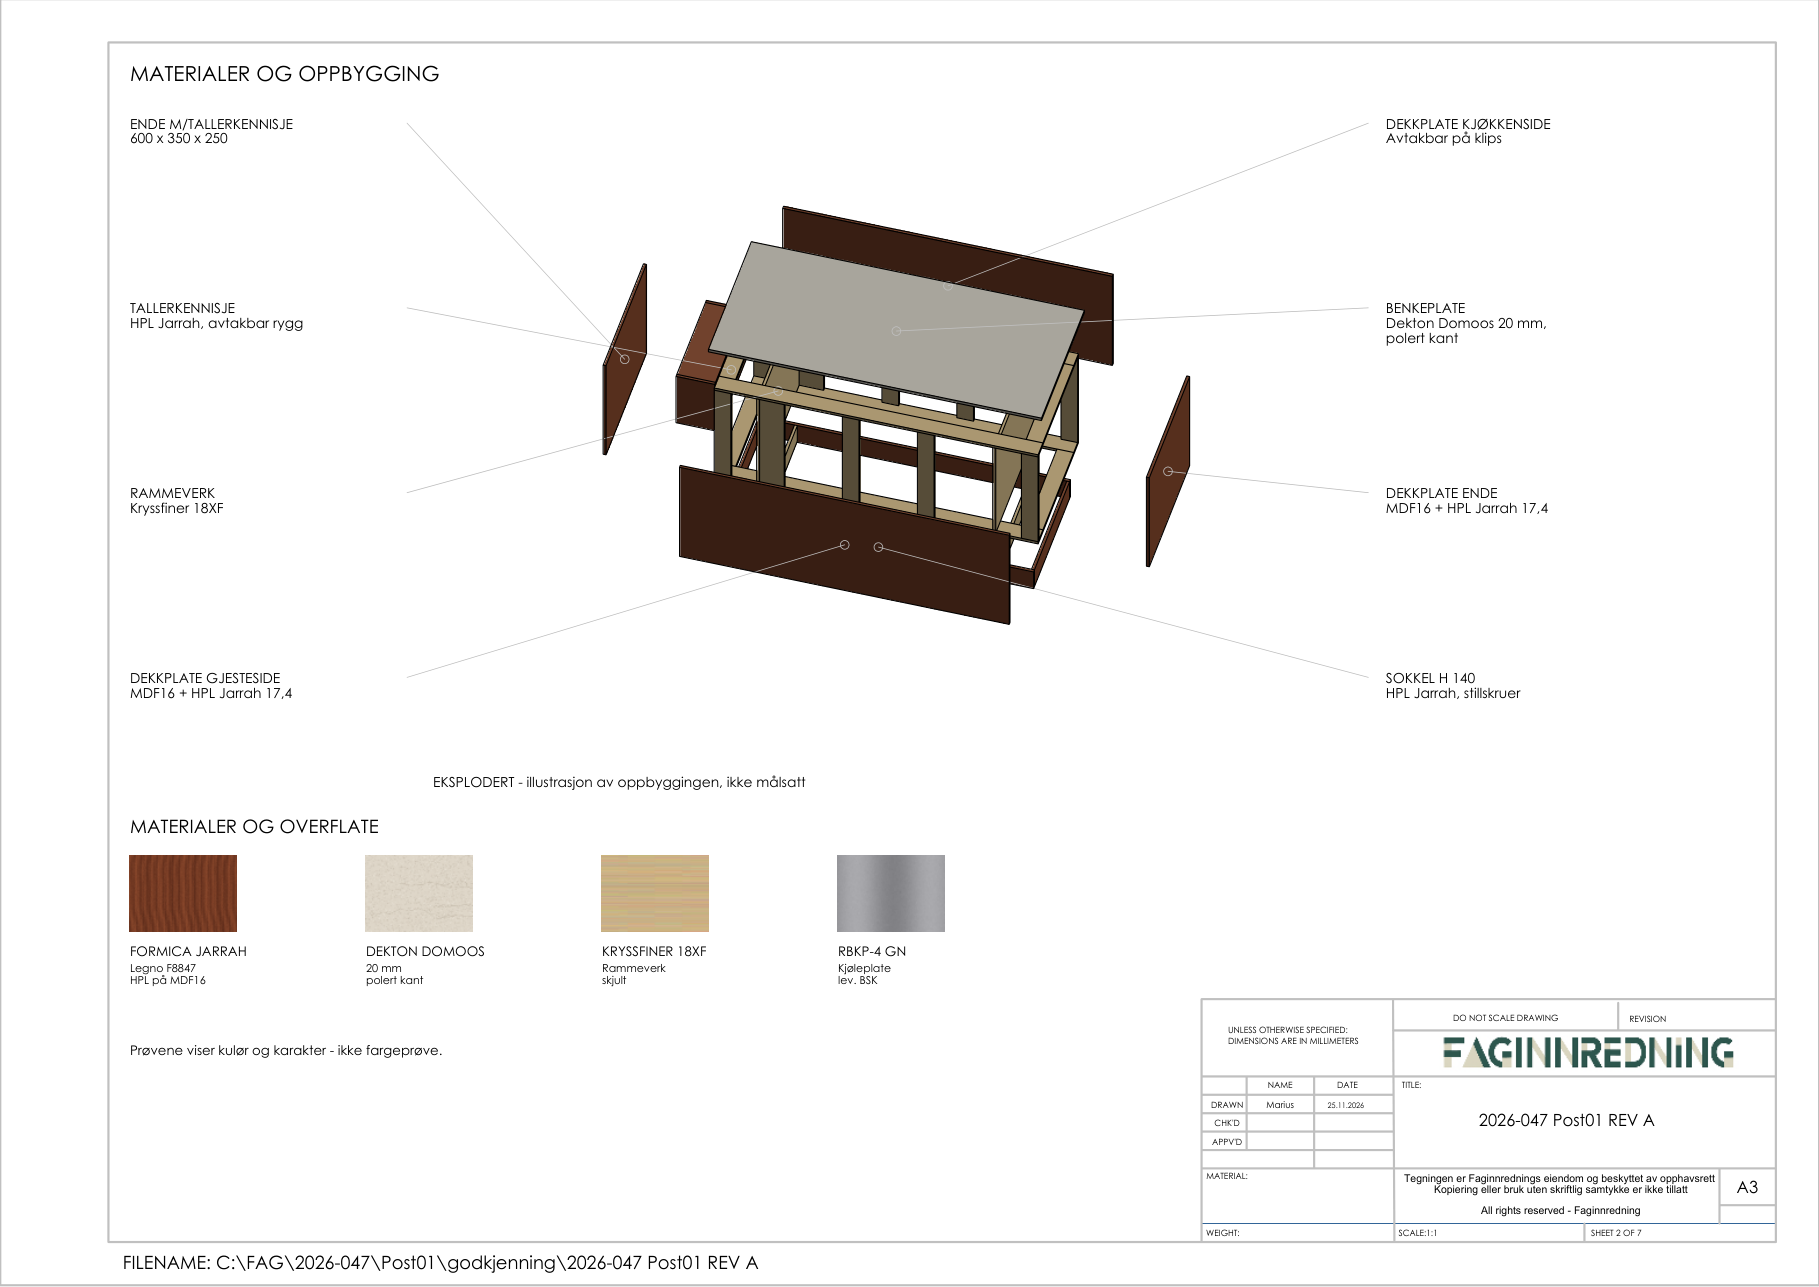 MATERIALER OG OPPBYGGING
ENDE M/TALLERKENNISJE
600 x 350 x 250
DEKKPLATE KJØKKENSIDE
Avtakbar på klips
TALLERKENNISJE
HPL Jarrah, avtakbar rygg
BENKEPLATE
Dekton Domoos 20 mm,
polert kant
RAMMEVERK
Kryssfiner 18XF
DEKKPLATE ENDE
MDF16 + HPL Jarrah 17,4
DEKKPLATE GJESTESIDE
MDF16 + HPL Jarrah 17,4
SOKKEL H 140
HPL Jarrah, stillskruer
EKSPLODERT - illustrasjon av oppbyggingen, ikke målsatt
MATERIALER OG OVERFLATE
FORMICA JARRAH
Legno F8847
HPL på MDF16
DEKTON DOMOOS
20 mm
polert kant
KRYSSFINER 18XF
Rammeverk
skjult
RBKP-4 GN
Kjøleplate
lev. BSK
Prøvene viser kulør og karakter - ikke fargeprøve.
UNLESS OTHERWISE SPECIFIED:
DIMENSIONS ARE IN MILLIMETERS
DO NOT SCALE DRAWING
REVISION
FAGINNREDNING
NAME
DATE
DRAWN
Marius
25.11.2026
CHK'D
APPV'D
TITLE:
2026-047 Post01 REV A
MATERIAL:
Tegningen er Faginnrednings eiendom og beskyttet av opphavsrett
Kopiering eller bruk uten skriftlig samtykke er ikke tillatt
All rights reserved - Faginnredning
A3
WEIGHT:
SCALE:1:1
SHEET 2 OF 7
FILENAME: C:\FAG\2026-047\Post01\godkjenning\2026-047 Post01 REV A